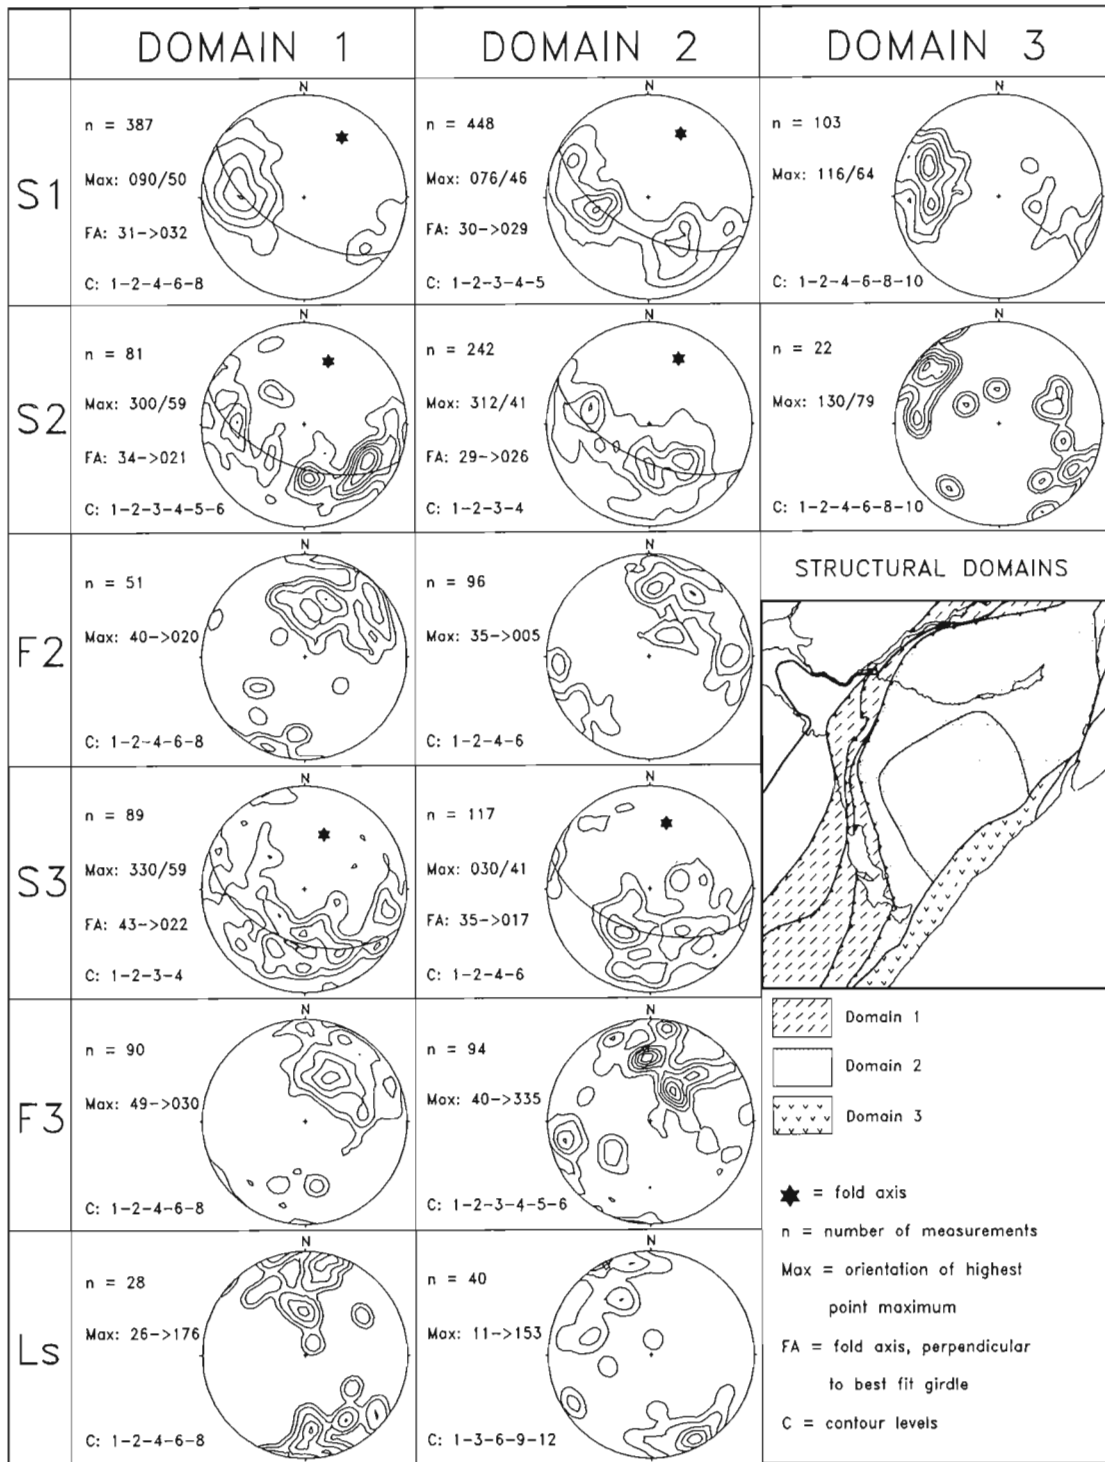 DOMAIN 1
DOMAIN 2
DOMAIN 3
S1
N
n = 387
Max: 090/50
FA: 31->032
C: 1-2-4-6-8
N
n = 448
Max: 076/46
FA: 30->029
C: 1-2-3-4-5
N
n = 103
Max: 116/64
C: 1-2-4-6-8-10
S2
N
n = 81
Max: 300/59
FA: 34->021
C: 1-2-3-4-5-6
N
n = 242
Max: 312/41
FA: 29->026
C: 1-2-3-4
N
n = 22
Max: 130/79
C: 1-2-4-6-8-10
F2
N
n = 51
Max: 40->020
C: 1-2-4-6-8
N
n = 96
Max: 35->005
C: 1-2-4-6
STRUCTURAL DOMAINS
S3
N
n = 89
Max: 330/59
FA: 43->022
C: 1-2-3-4
N
n = 117
Max: 030/41
FA: 35->017
C: 1-2-4-6
F3
N
n = 90
Max: 49->030
C: 1-2-4-6-8
N
n = 94
Max: 40->335
C: 1-2-3-4-5-6
Domain 1
Domain 2
Domain 3
Ls
N
n = 28
Max: 26->176
C: 1-2-4-6-8
N
n = 40
Max: 11->153
C: 1-3-6-9-12
= fold axis
n = number of measurements
Max = orientation of highest
point maximum
FA = fold axis, perpendicular
to best fit girdle
C = contour levels